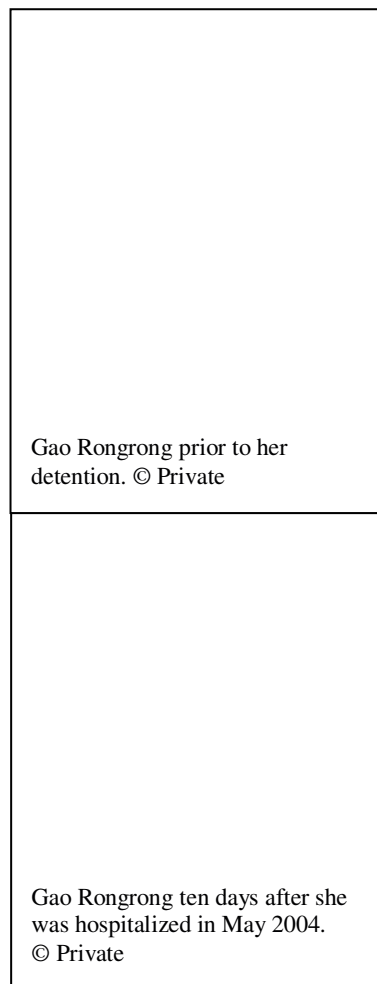 Gao Rongrong prior to her
detention. © Private
Gao Rongrong ten days after she
was hospitalized in May 2004.
© Private